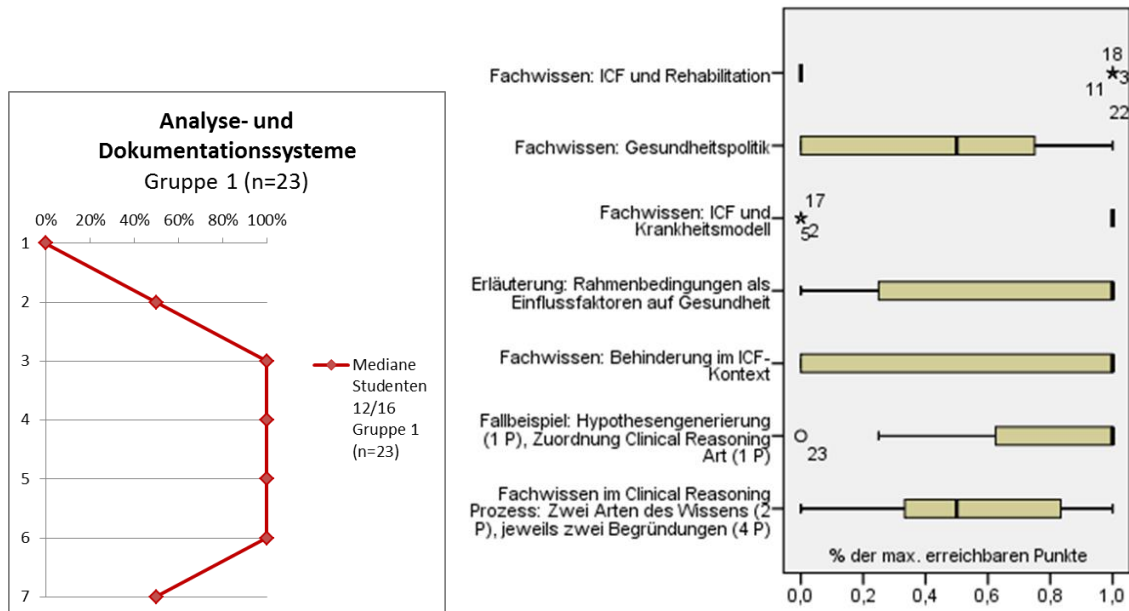 Analyse- und
Dokumentationssysteme
Gruppe 1 (n=23)
0% 20% 40% 60% 80% 100%
1
2
3
4
5
6
7
Mediane
Studenten
12/16
Gruppe 1
(n=23)
Fachwissen: ICF und Rehabilitation
18
3
11
22
Fachwissen: Gesundheitspolitik
Fachwissen: ICF und
Krankheitsmodell
17
5 2
Erläuterung: Rahmenbedingungen als
Einflussfaktoren auf Gesundheit
Fachwissen: Behinderung im ICF-
Kontext
Fallbeispiel: Hypothesengenerierung
(1 P), Zuordnung Clinical Reasoning
Art (1 P)
23
Fachwissen im Clinical Reasoning
Prozess: Zwei Arten des Wissens (2
P), jeweils zwei Begründungen (4 P)
% der max. erreichbaren Punkte
0,0 0,2 0,4 0,6 0,8 1,0